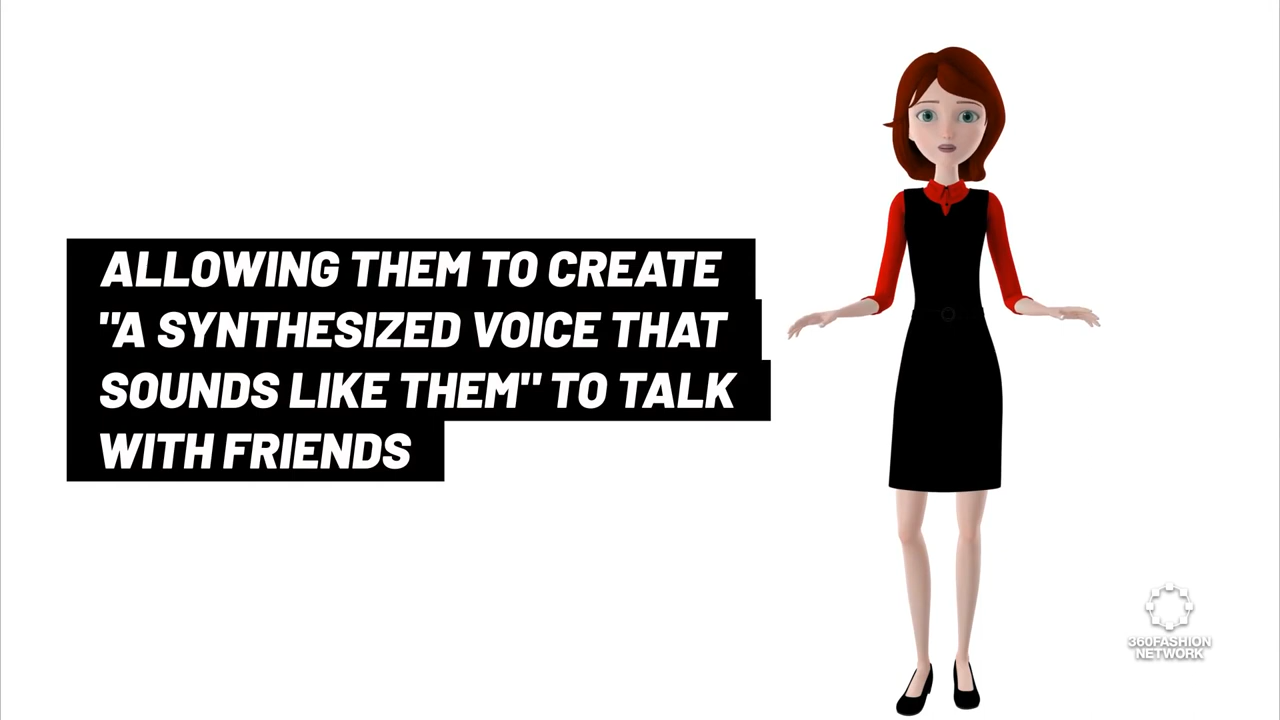 ALLOWING THEM TO CREATE
"A SYNTHESIZED VOICE THAT
SOUNDS LIKE THEM" TO TALK
WITH FRIENDS
360FASHION
NETWORK